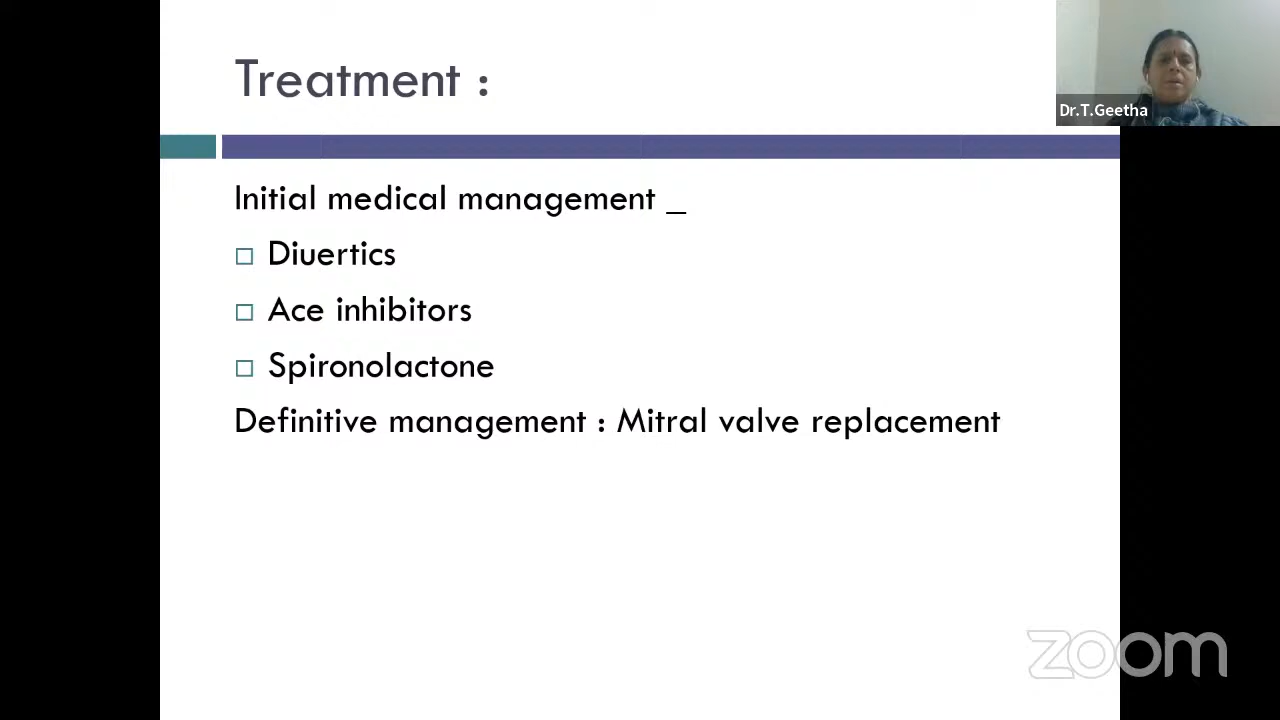 Treatment :
Dr.T.Geetha
Initial medical management _
Diuertics
Ace inhibitors
Spironolactone
Definitive management : Mitral valve replacement
zoom